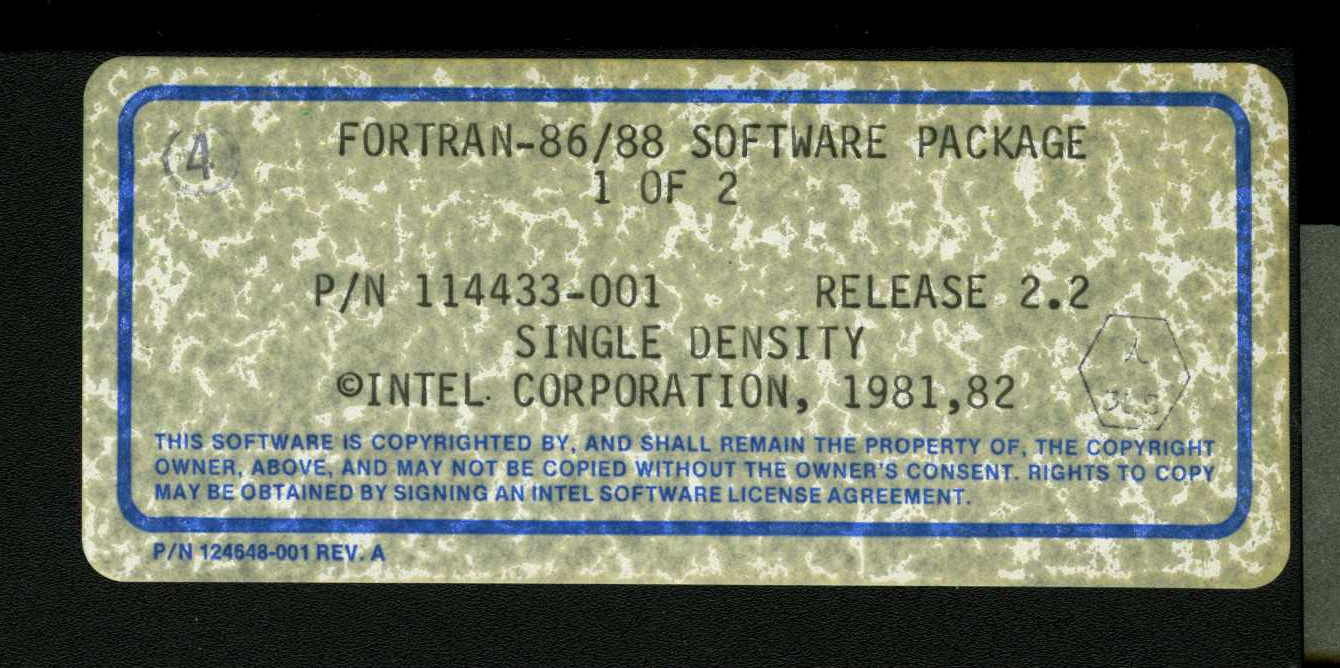 4
FORTRAN-86/88 SOFTWARE PACKAGE
1 OF 2
P/N 114433-001 RELEASE 2.2
SINGLE DENSITY
©INTEL CORPORATION, 1981,82
THIS SOFTWARE IS COPYRIGHTED BY, AND SHALL REMAIN THE PROPERTY OF, THE COPYRIGHT
OWNER, ABOVE, AND MAY NOT BE COPIED WITHOUT THE OWNER'S CONSENT. RIGHTS TO COPY
MAY BE OBTAINED BY SIGNING AN INTEL SOFTWARE LICENSE AGREEMENT.
P/N 124648-001 REV. A